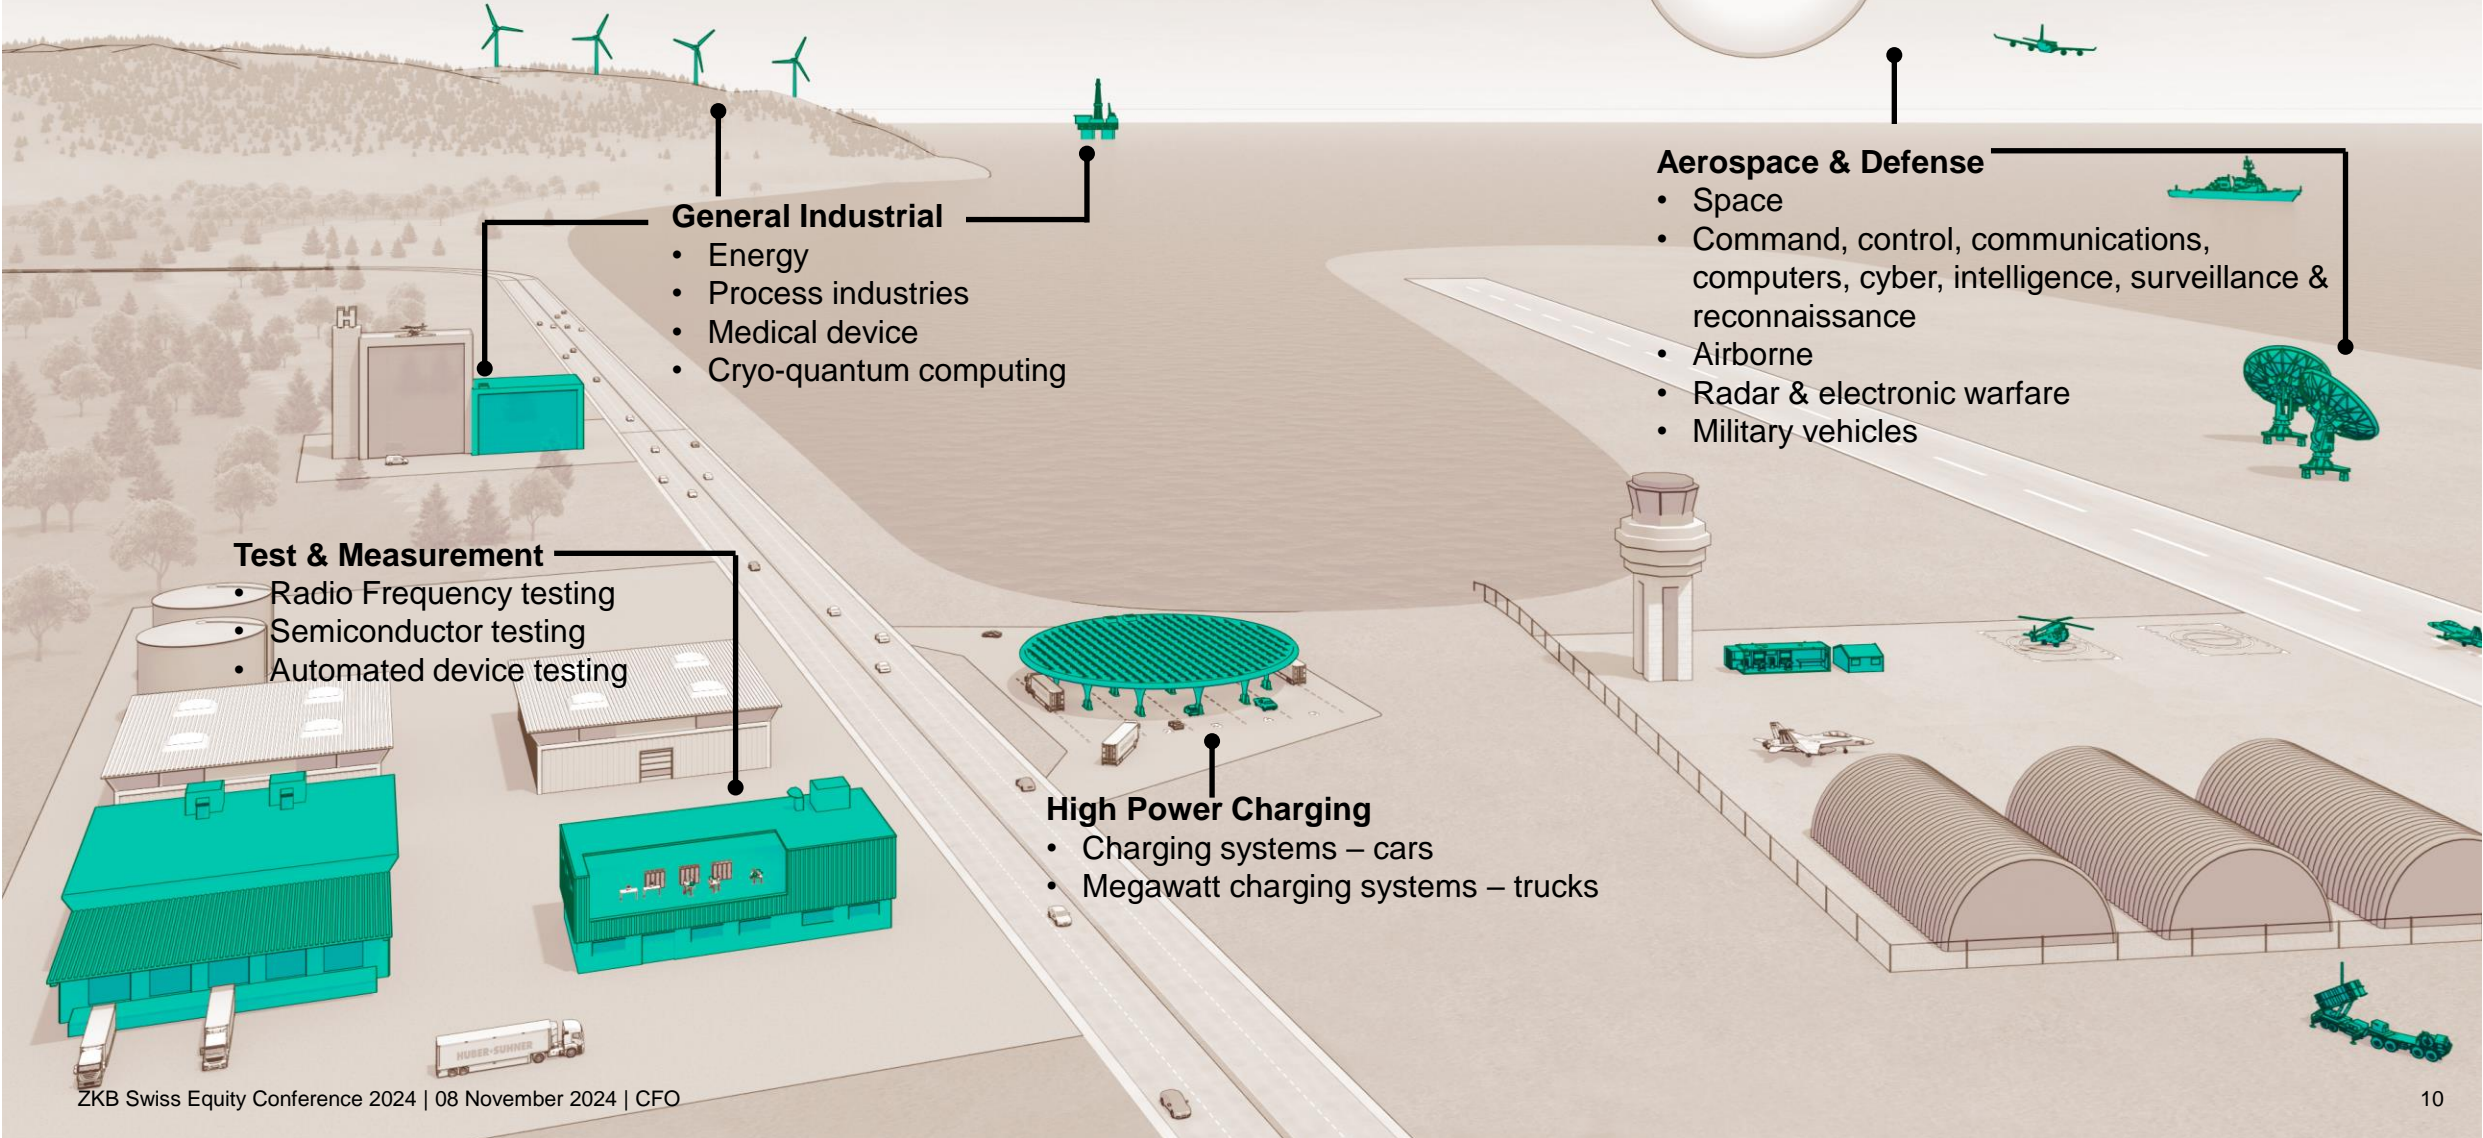 General Industrial
• Energy
• Process industries
• Medical device
• Cryo-quantum computing
Aerospace & Defense
• Space
• Command, control, communications,
computers, cyber, intelligence, surveillance &
reconnaissance
• Airborne
• Radar & electronic warfare
• Military vehicles
H
Test & Measurement
• Radio Frequency testing
• Semiconductor testing
• Automated device testing
High Power Charging
• Charging systems – cars
• Megawatt charging systems – trucks
HUBER+SUHNER
ZKB Swiss Equity Conference 2024 | 08 November 2024 | CFO
10